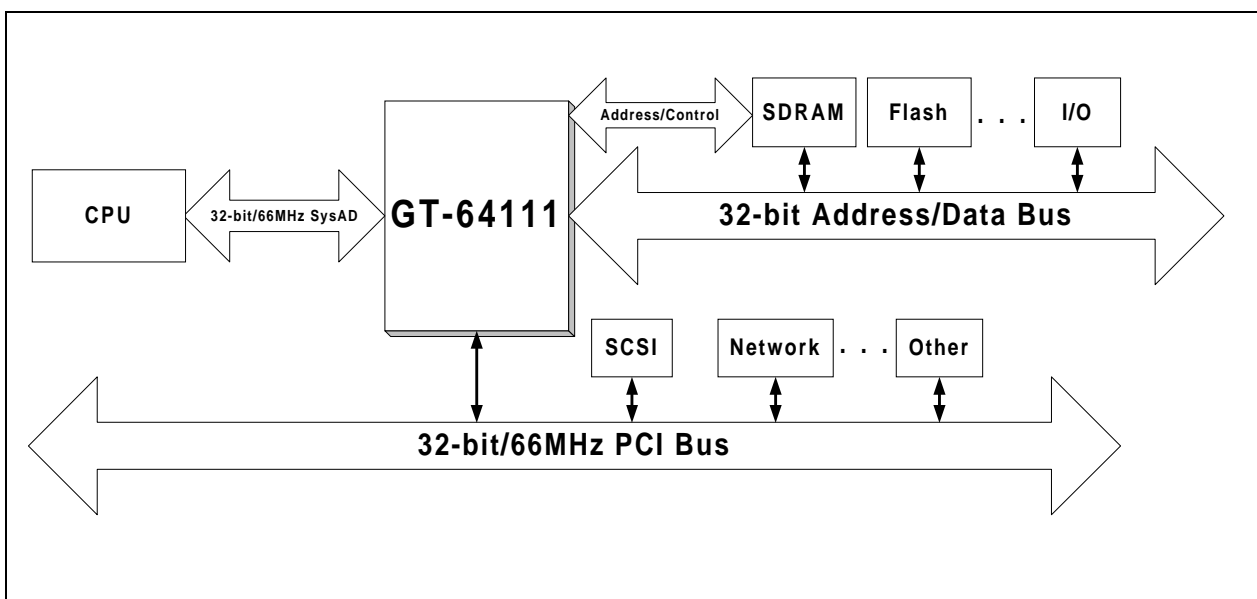 Address/Control
SDRAM
Flash
. . .
I/O
CPU
32-bit/66MHz SysAD
GT-64111
32-bit Address/Data Bus
SCSI
Network
. . .
Other
32-bit/66MHz PCI Bus